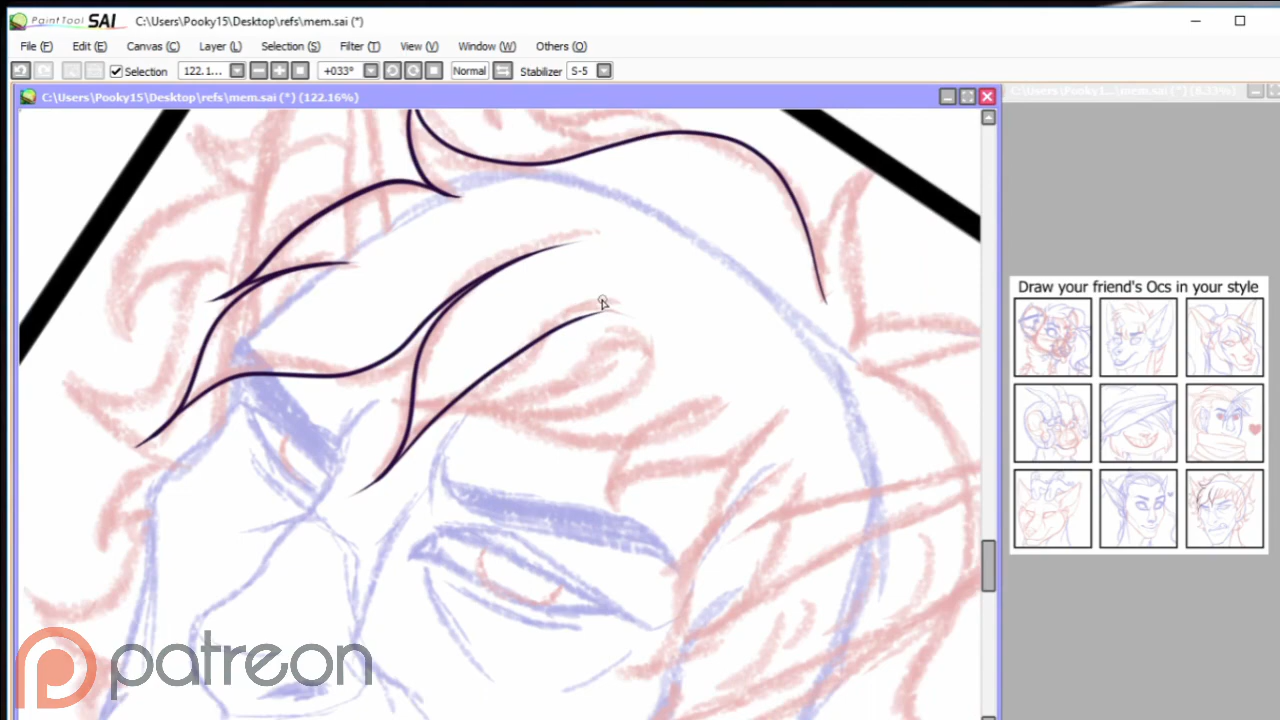 PaintTool SAI C:\Users\Pooky15\Desktop\refs\mem.sai (*)
File (F) Edit (E) Canvas (C) Layer (L) Selection (S) Filter (T) View (V) Window (W) Others (O)
Selection 122.1... +033° Normal Stabilizer S-5
C:\Users\Pooky15\Desktop\refs\mem.sai (*) (122.16%)
Draw your friend's Ocs in your style
patreon